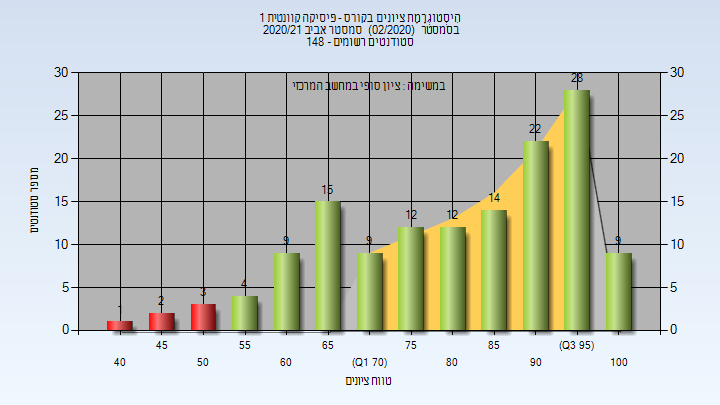 היסטוגרמת ציונים בקורס - פיסיקה קוונטית 1
בסמסטר (02/2020) סמסטר אביב 2020/21
סטודנטים רשומים - 148
במשימה : ציון סופי במחשב המרכזי
מספר סטודנטים
30 30
25 25
20 20
15 15
10 10
5 5
0 0
1 2 3 4 9 15 9 12 12 14 22 28 9
45 55 65 75 85 (Q3 95)
40 50 60 (Q1 70) 80 90 100
טווח ציונים